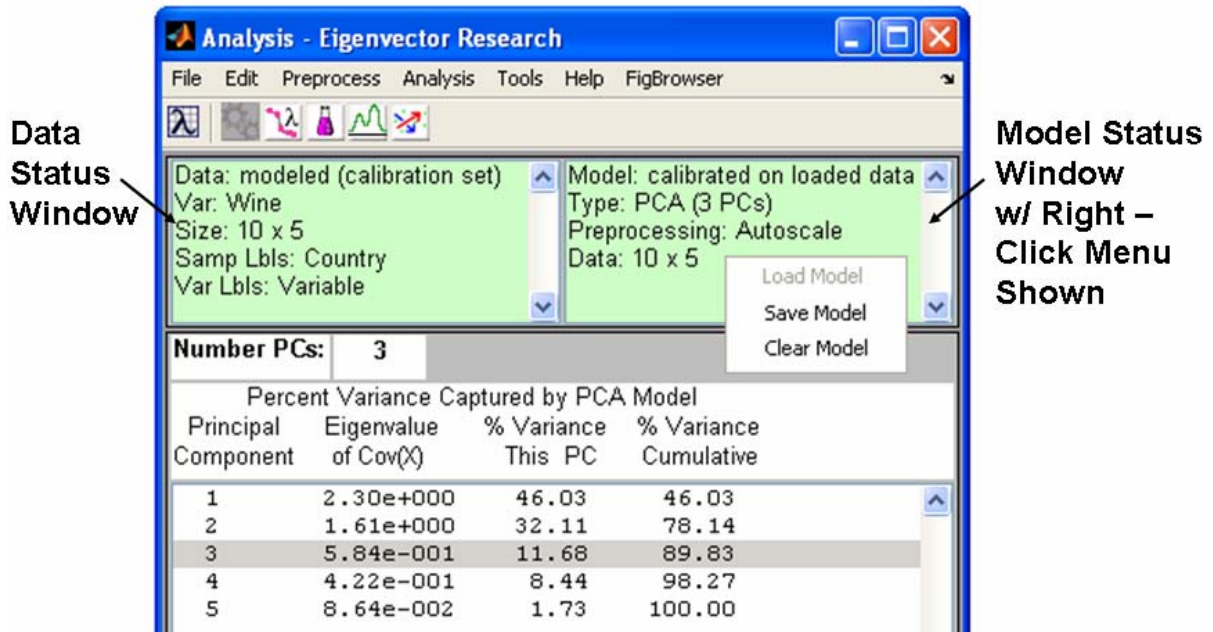 Analysis - Eigenvector Research
File Edit Preprocess Analysis Tools Help FigBrowser
λ
λ
Data
Status
Window
Data: modeled (calibration set)
Var: Wine
Size: 10 x 5
Samp Lbls: Country
Var Lbls: Variable
Model: calibrated on loaded data
Type: PCA (3 PCs)
Preprocessing: Autoscale
Data: 10 x 5
Load Model
Save Model
Clear Model
Model Status
Window
w/ Right –
Click Menu
Shown
Number PCs: 3
Percent Variance Captured by PCA Model
Principal Eigenvalue % Variance % Variance
Component of Cov(X) This PC Cumulative
1 2.30e+000 46.03 46.03
2 1.61e+000 32.11 78.14
3 5.84e-001 11.68 89.83
4 4.22e-001 8.44 98.27
5 8.64e-002 1.73 100.00